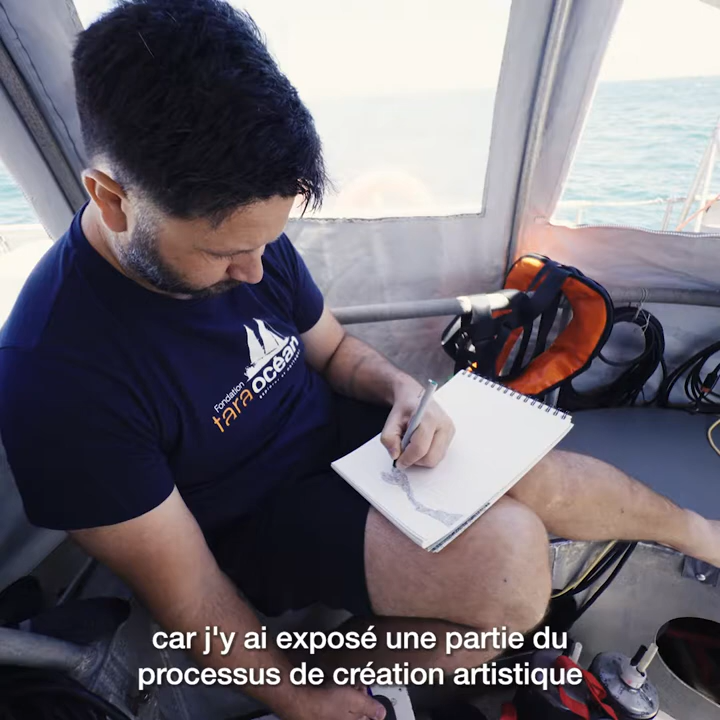 Fondation
tara océan
car j'y ai exposé une partie du
processus de création artistique